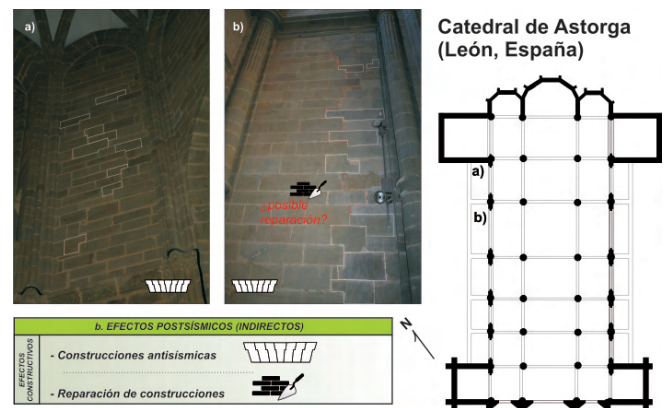 a)
b)
¿posible
reparación?
Catedral de Astorga
(León, España)
a)
b)
N
b. EFECTOS POSTSÍSMICOS (INDIRECTOS)
EFECTOS
CONSTRUCTIVOS
- Construcciones antisísmicas
- Reparación de construcciones